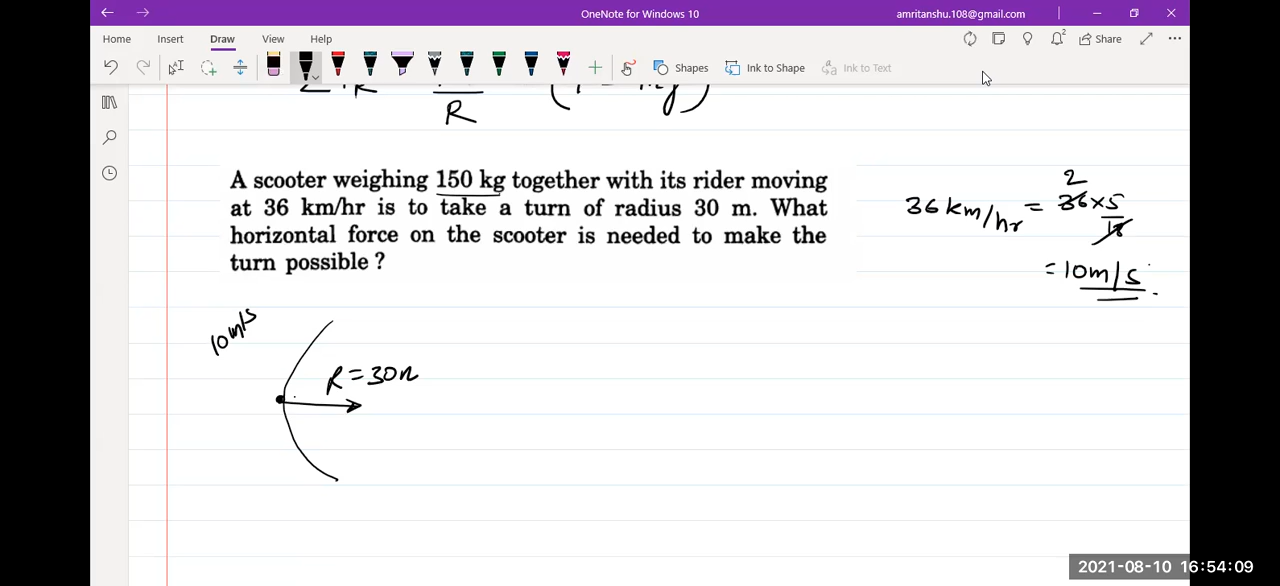 OneNote for Windows 10
amritanshu.108@gmail.com
Home Insert Draw View Help
Share
Shapes Ink to Shape Ink to Text
R
A scooter weighing 150 kg together with its rider moving
at 36 km/hr is to take a turn of radius 30 m. What
horizontal force on the scooter is needed to make the
turn possible ?
36 km/hr = 36 × 5
2
18
= 10 m/s
10 m/s
R = 30m
2021-08-10 16:54:09